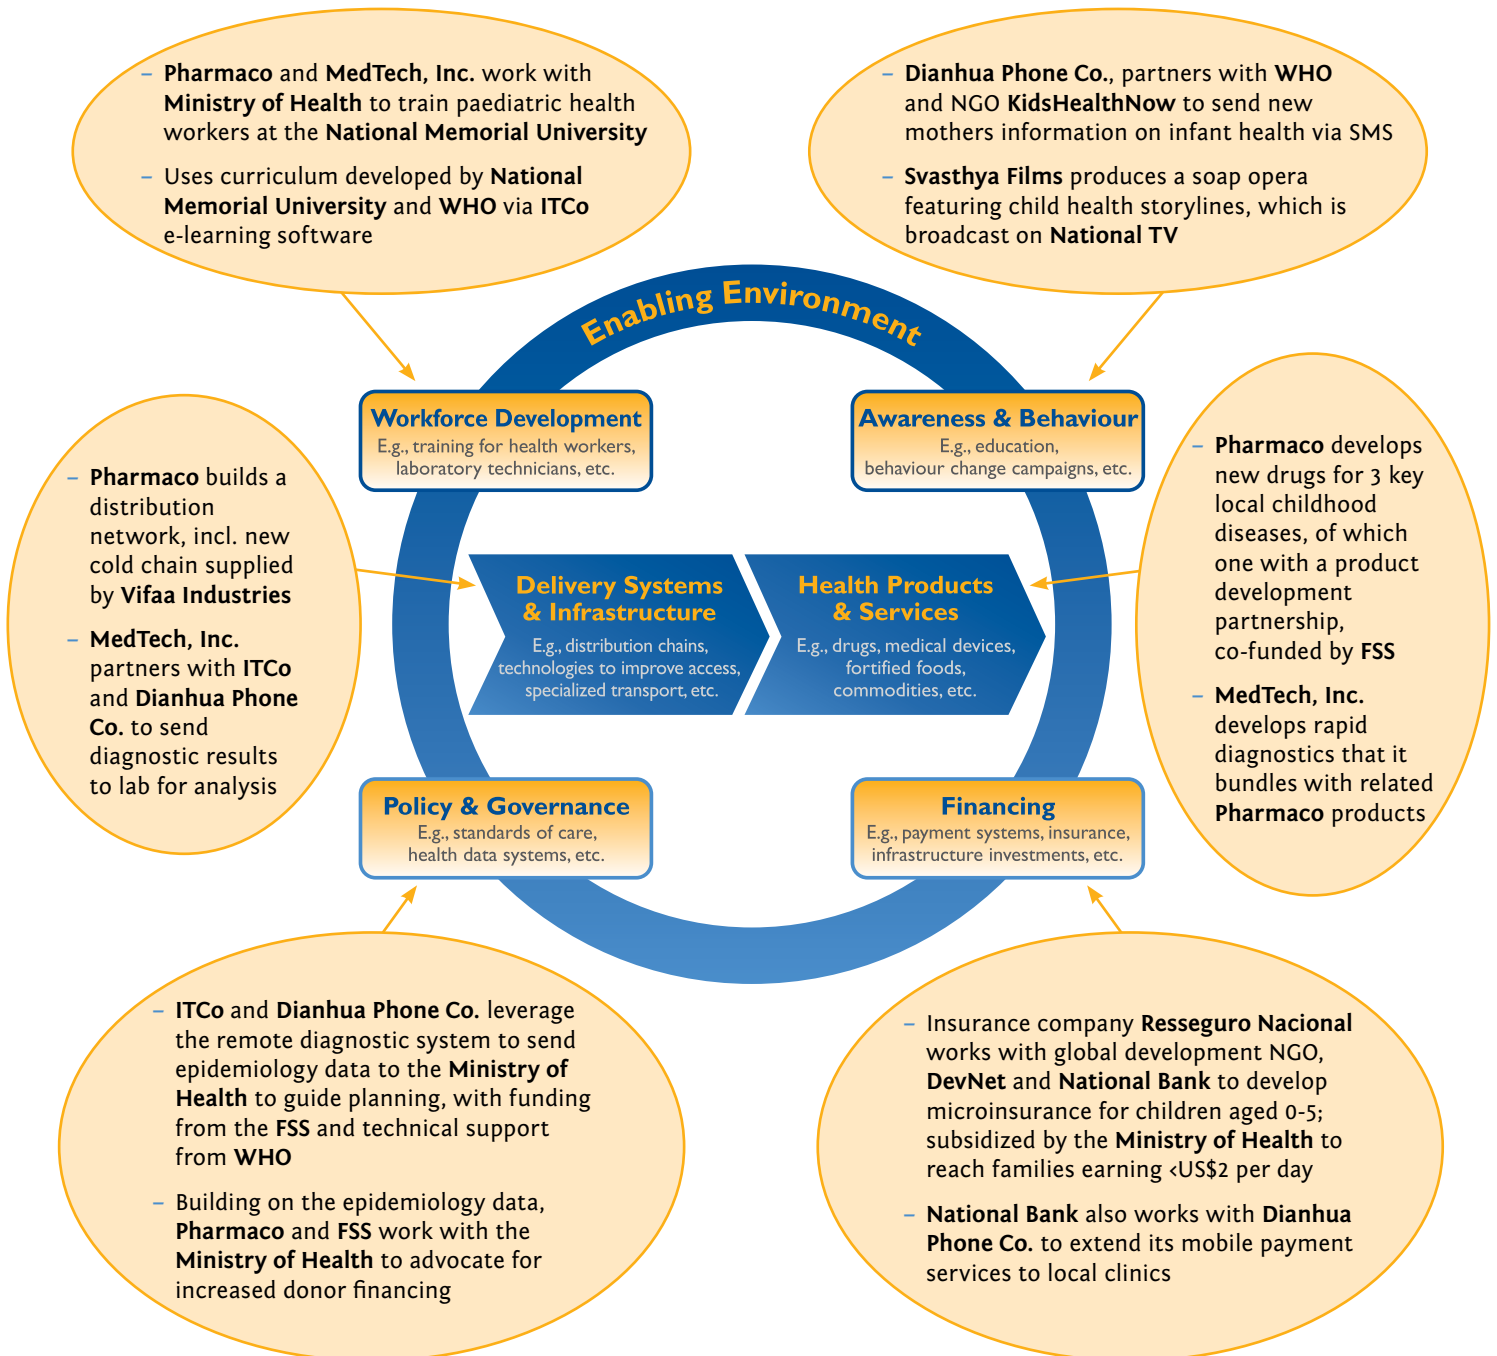 – Pharmaco and MedTech, Inc. work with
Ministry of Health to train paediatric health
workers at the National Memorial University
– Uses curriculum developed by National
Memorial University and WHO via ITCo
e-learning software
– Dianhua Phone Co., partners with WHO
and NGO KidsHealthNow to send new
mothers information on infant health via SMS
– Svasthya Films produces a soap opera
featuring child health storylines, which is
broadcast on National TV
Enabling Environment
Workforce Development
E.g., training for health workers,
laboratory technicians, etc.
Awareness & Behaviour
E.g., education,
behaviour change campaigns, etc.
– Pharmaco builds a
distribution
network, incl. new
cold chain supplied
by Vifaa Industries
– MedTech, Inc.
partners with ITCo
and Dianhua Phone
Co. to send
diagnostic results
to lab for analysis
Delivery Systems
& Infrastructure
E.g., distribution chains,
technologies to improve access,
specialized transport, etc.
Health Products
& Services
E.g., drugs, medical devices,
fortified foods,
commodities, etc.
– Pharmaco develops
new drugs for 3 key
local childhood
diseases, of which
one with a product
development
partnership,
co-funded by FSS
– MedTech, Inc.
develops rapid
diagnostics that it
bundles with related
Pharmaco products
Policy & Governance
E.g., standards of care,
health data systems, etc.
Financing
E.g., payment systems, insurance,
infrastructure investments, etc.
– ITCo and Dianhua Phone Co. leverage
the remote diagnostic system to send
epidemiology data to the Ministry of
Health to guide planning, with funding
from the FSS and technical support
from WHO
– Building on the epidemiology data,
Pharmaco and FSS work with the
Ministry of Health to advocate for
increased donor financing
– Insurance company Resseguro Nacional
works with global development NGO,
DevNet and National Bank to develop
microinsurance for children aged 0-5;
subsidized by the Ministry of Health to
reach families earning <US$2 per day
– National Bank also works with Dianhua
Phone Co. to extend its mobile payment
services to local clinics